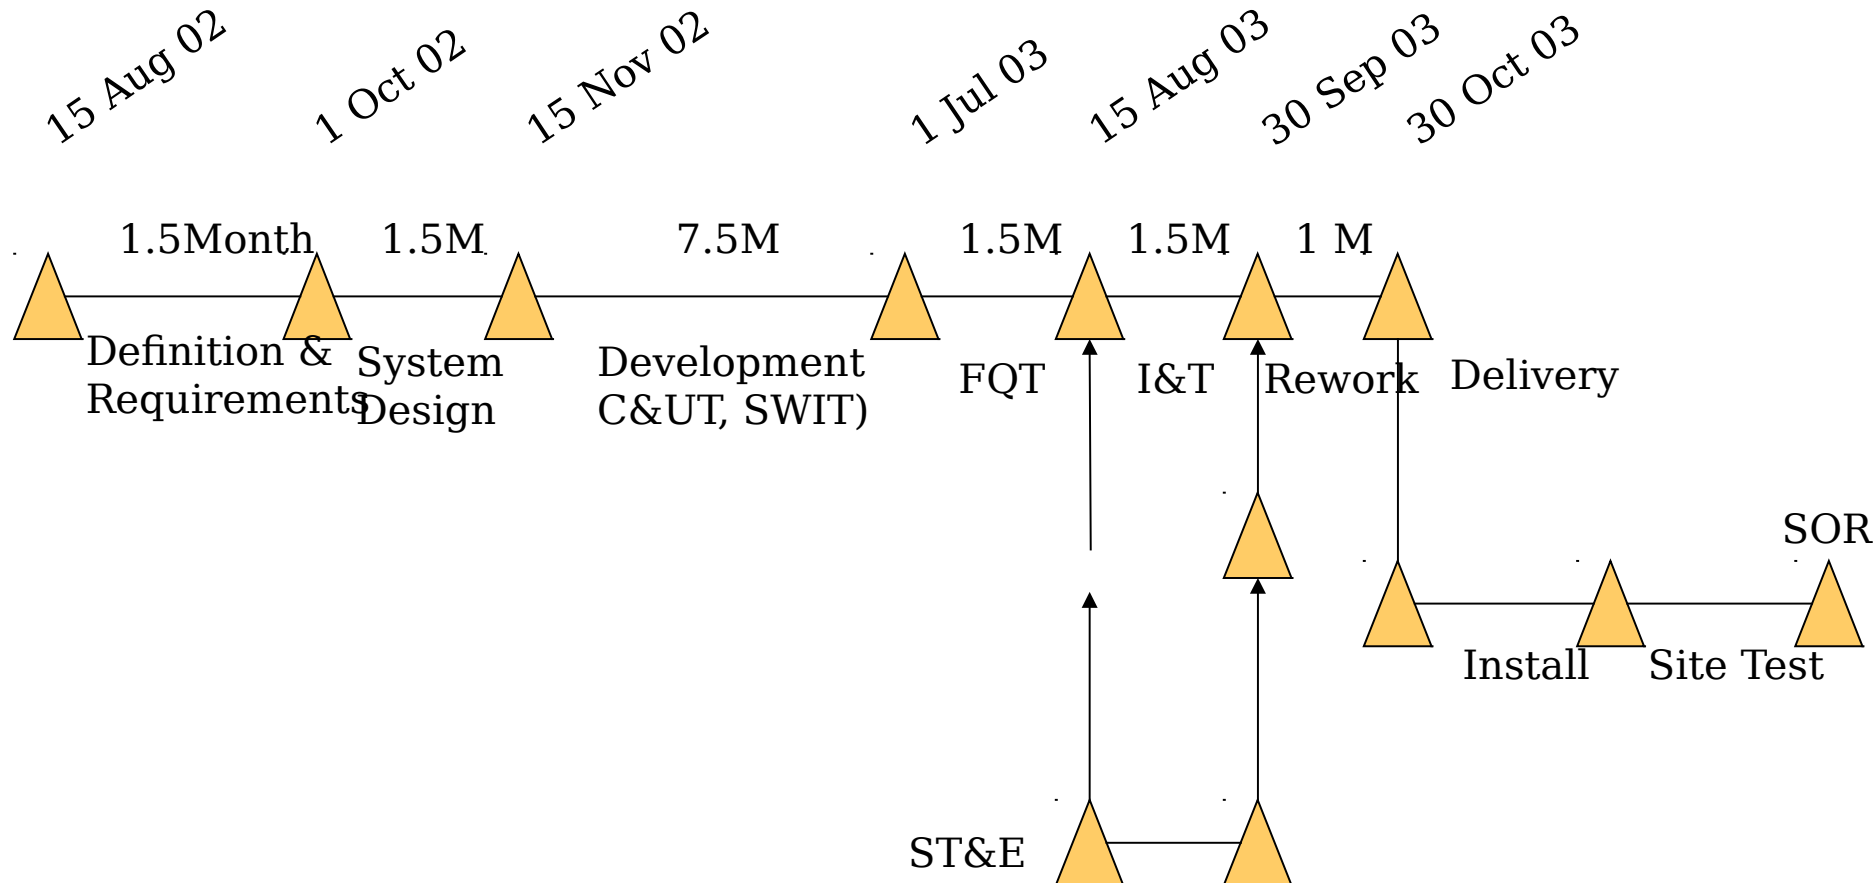 15 Aug 02
1 Oct 02
15 Nov 02
1 Jul 03
15 Aug 03
30 Sep 03
30 Oct 03
1.5Month
1.5M
7.5M
1.5M
1.5M
1 M
Definition &
Requirements
System
Design
Development
C&UT, SWIT)
FQT
I&T
Rework
Delivery
SOR
Install
Site Test
ST&E